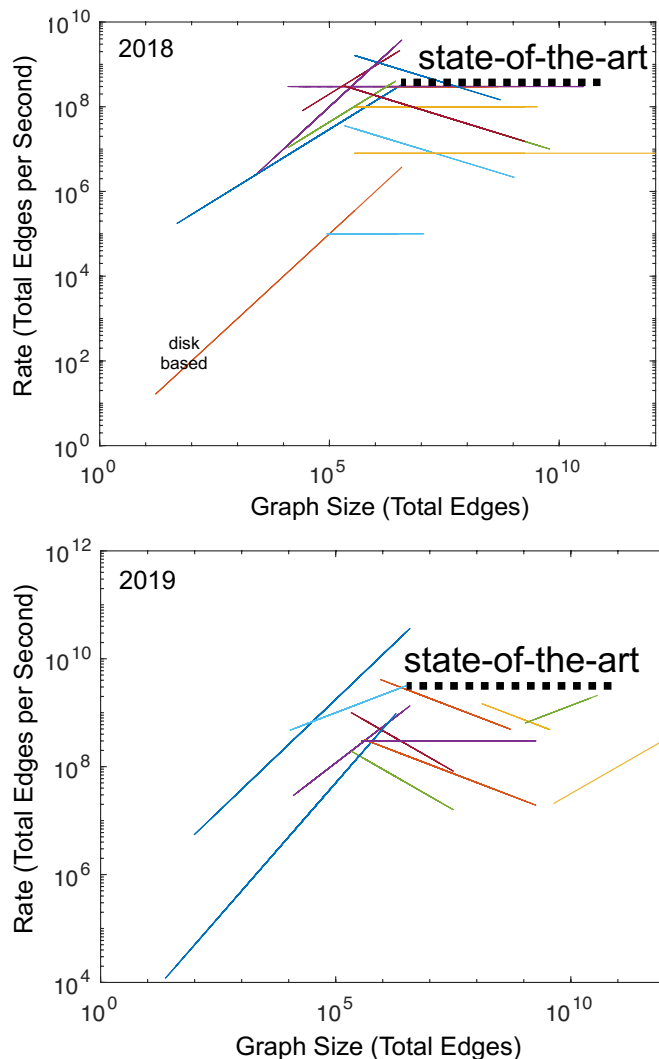 2018
state-of-the-art
disk
based
Rate (Total Edges per Second)
10^10
10^8
10^6
10^4
10^2
10^0
10^0
10^5
10^10
Graph Size (Total Edges)
2019
state-of-the-art
Rate (Total Edges per Second)
10^12
10^10
10^8
10^6
10^4
10^0
10^5
10^10
Graph Size (Total Edges)